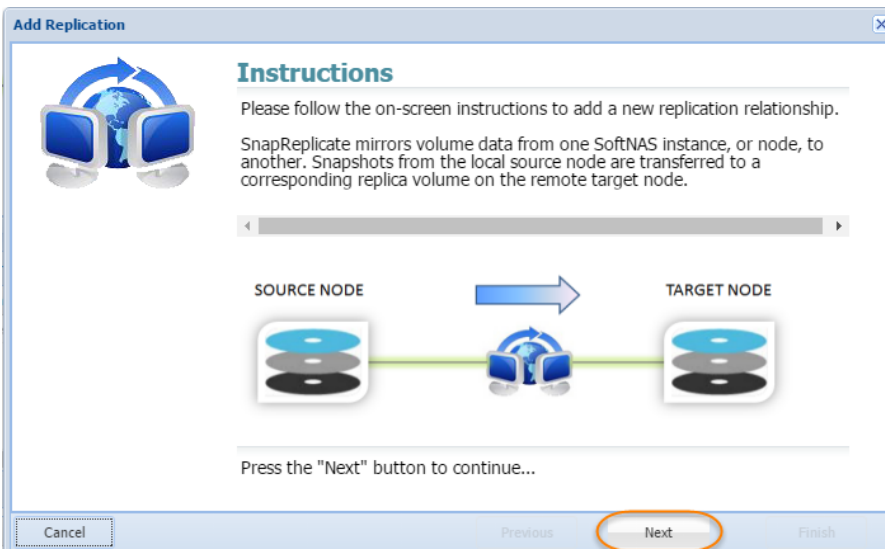 Add Replication
Instructions
Please follow the on-screen instructions to add a new replication relationship.
SnapReplicate mirrors volume data from one SoftNAS instance, or node, to
another. Snapshots from the local source node are transferred to a
corresponding replica volume on the remote target node.
SOURCE NODE
TARGET NODE
Press the "Next" button to continue...
Cancel
Previous
Next
Finish